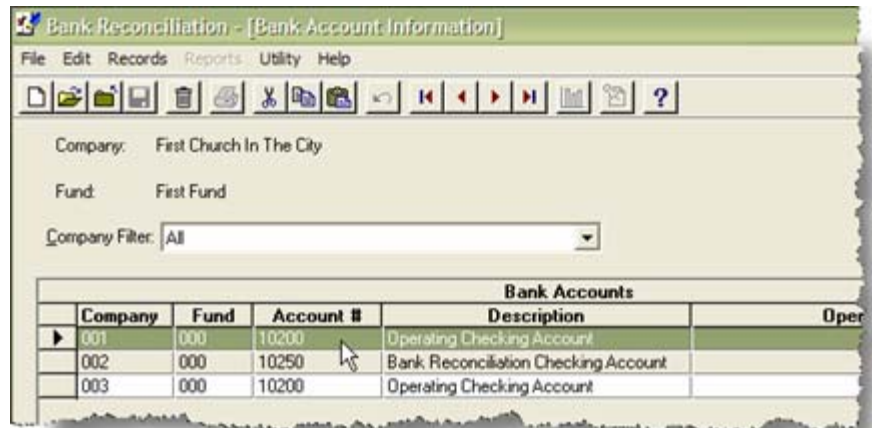 Bank Reconciliation - [Bank Account Information]
File Edit Records Reports Utility Help
?
Company: First Church In The City
Fund: First Fund
Company Filter: All
Bank Accounts
Company Fund Account # Description Oper
001 000 10200 Operating Checking Account
002 000 10250 Bank Reconciliation Checking Account
003 000 10200 Operating Checking Account